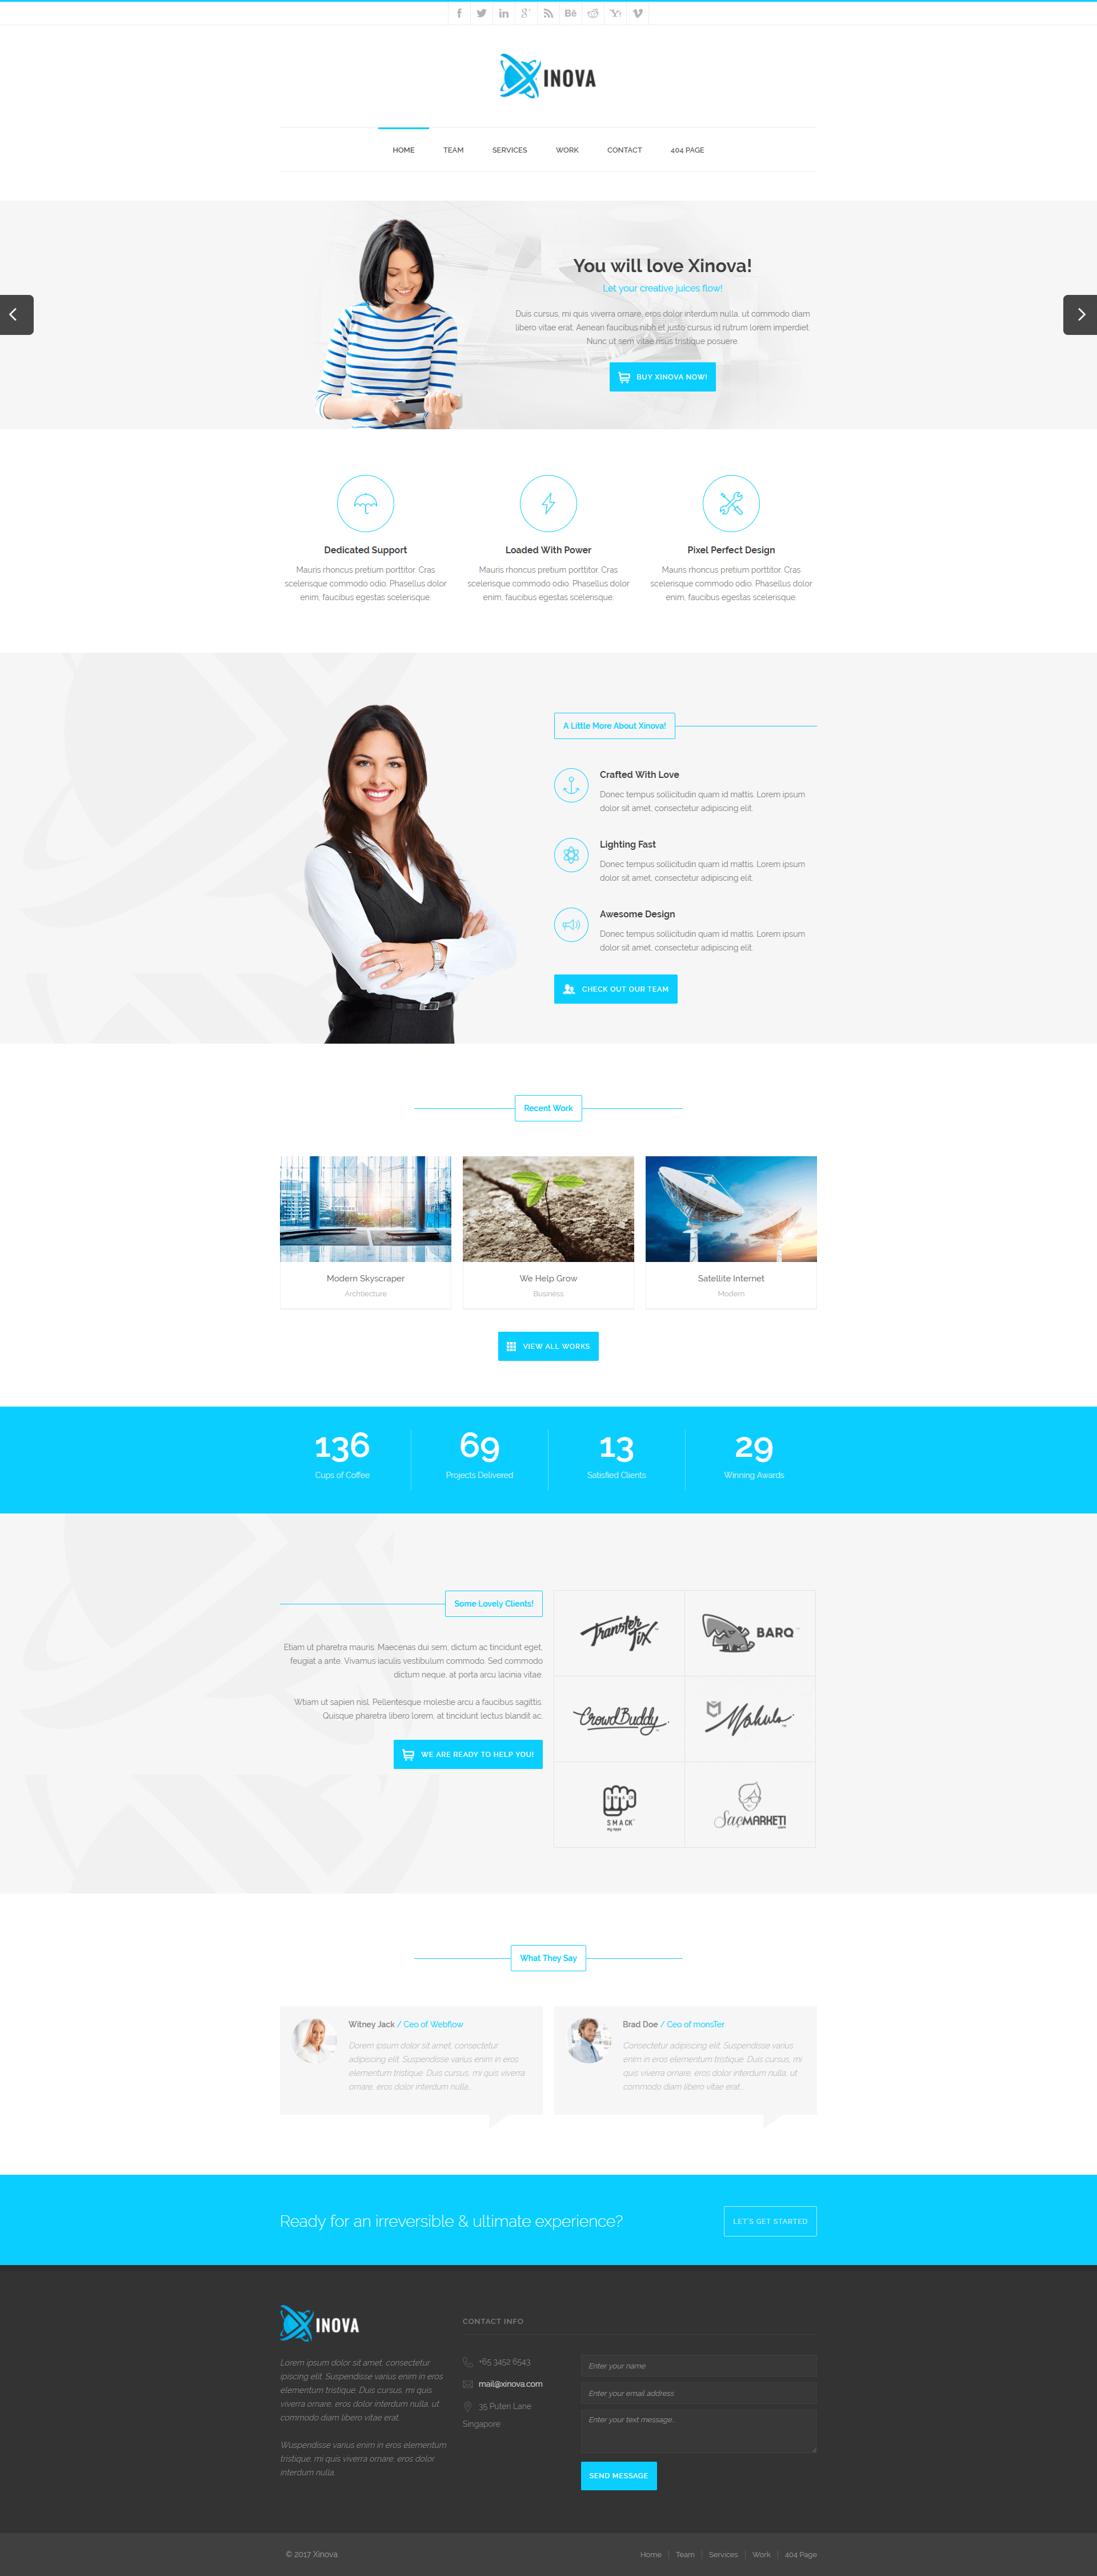 XINOVA
HOME TEAM SERVICES WORK CONTACT 404 PAGE
You will love Xinova!
Let your creative juices flow!
Duis cursus, mi quis viverra ornare, eros dolor interdum nulla, ut commodo diam
libero vitae erat. Aenean faucibus nibh et justo cursus id rutrum lorem imperdiet.
Nunc ut sem vitae risus tristique posuere.
BUY XINOVA NOW!
Dedicated Support
Mauris rhoncus pretium porttitor. Cras
scelerisque commodo odio. Phasellus dolor
enim, faucibus egestas scelerisque.
Loaded With Power
Mauris rhoncus pretium porttitor. Cras
scelerisque commodo odio. Phasellus dolor
enim, faucibus egestas scelerisque.
Pixel Perfect Design
Mauris rhoncus pretium porttitor. Cras
scelerisque commodo odio. Phasellus dolor
enim, faucibus egestas scelerisque.
A Little More About Xinova!
Crafted With Love
Donec tempus sollicitudin quam id mattis. Lorem ipsum
dolor sit amet, consectetur adipiscing elit.
Lighting Fast
Donec tempus sollicitudin quam id mattis. Lorem ipsum
dolor sit amet, consectetur adipiscing elit.
Awesome Design
Donec tempus sollicitudin quam id mattis. Lorem ipsum
dolor sit amet, consectetur adipiscing elit.
CHECK OUT OUR TEAM
Recent Work
Modern Skyscraper
Archtiecture
We Help Grow
Business
Satellite Internet
Modern
VIEW ALL WORKS
136
Cups of Coffee
69
Projects Delivered
13
Satisfied Clients
29
Winning Awards
Some Lovely Clients!
Etiam ut pharetra mauris. Maecenas dui sem, dictum ac tincidunt eget,
feugiat a ante. Vivamus iaculis vestibulum commodo. Sed commodo
dictum neque, at porta arcu lacinia vitae.
Wtiam ut sapien nisl. Pellentesque molestie arcu a faucibus sagittis.
Quisque pharetra libero lorem, at tincidunt lectus blandit ac.
WE ARE READY TO HELP YOU!
Transfer Fix
BARQ
CrowdBuddy
Mahulo
SMACK
my apps
SaçMARKETI
What They Say
Witney Jack / Ceo of Webflow
Dorem ipsum dolor sit amet, consectetur
adipiscing elit. Suspendisse varius enim in eros
elementum tristique. Duis cursus, mi quis viverra
ornare, eros dolor interdum nulla...
Brad Doe / Ceo of monsTer
Consectetur adipiscing elit. Suspendisse varius
enim in eros elementum tristique. Duis cursus, mi
quis viverra ornare, eros dolor interdum nulla, ut
commodo diam libero vitae erat...
Ready for an irreversible & ultimate experience?
LET'S GET STARTED
XINOVA
Lorem ipsum dolor sit amet, consectetur
ipiscing elit. Suspendisse varius enim in eros
elementum tristique. Duis cursus, mi quis
viverra ornare, eros dolor interdum nulla, ut
commodo diam libero vitae erat.
Wuspendisse varius enim in eros elementum
tristique, mi quis viverra ornare, eros dolor
interdum nulla.
CONTACT INFO
+65 3452 6543
mail@xinova.com
35 Puteri Lane
Singapore
Enter your name
Enter your email address
Enter your text message...
SEND MESSAGE
© 2017 Xinova.
Home Team Services Work 404 Page